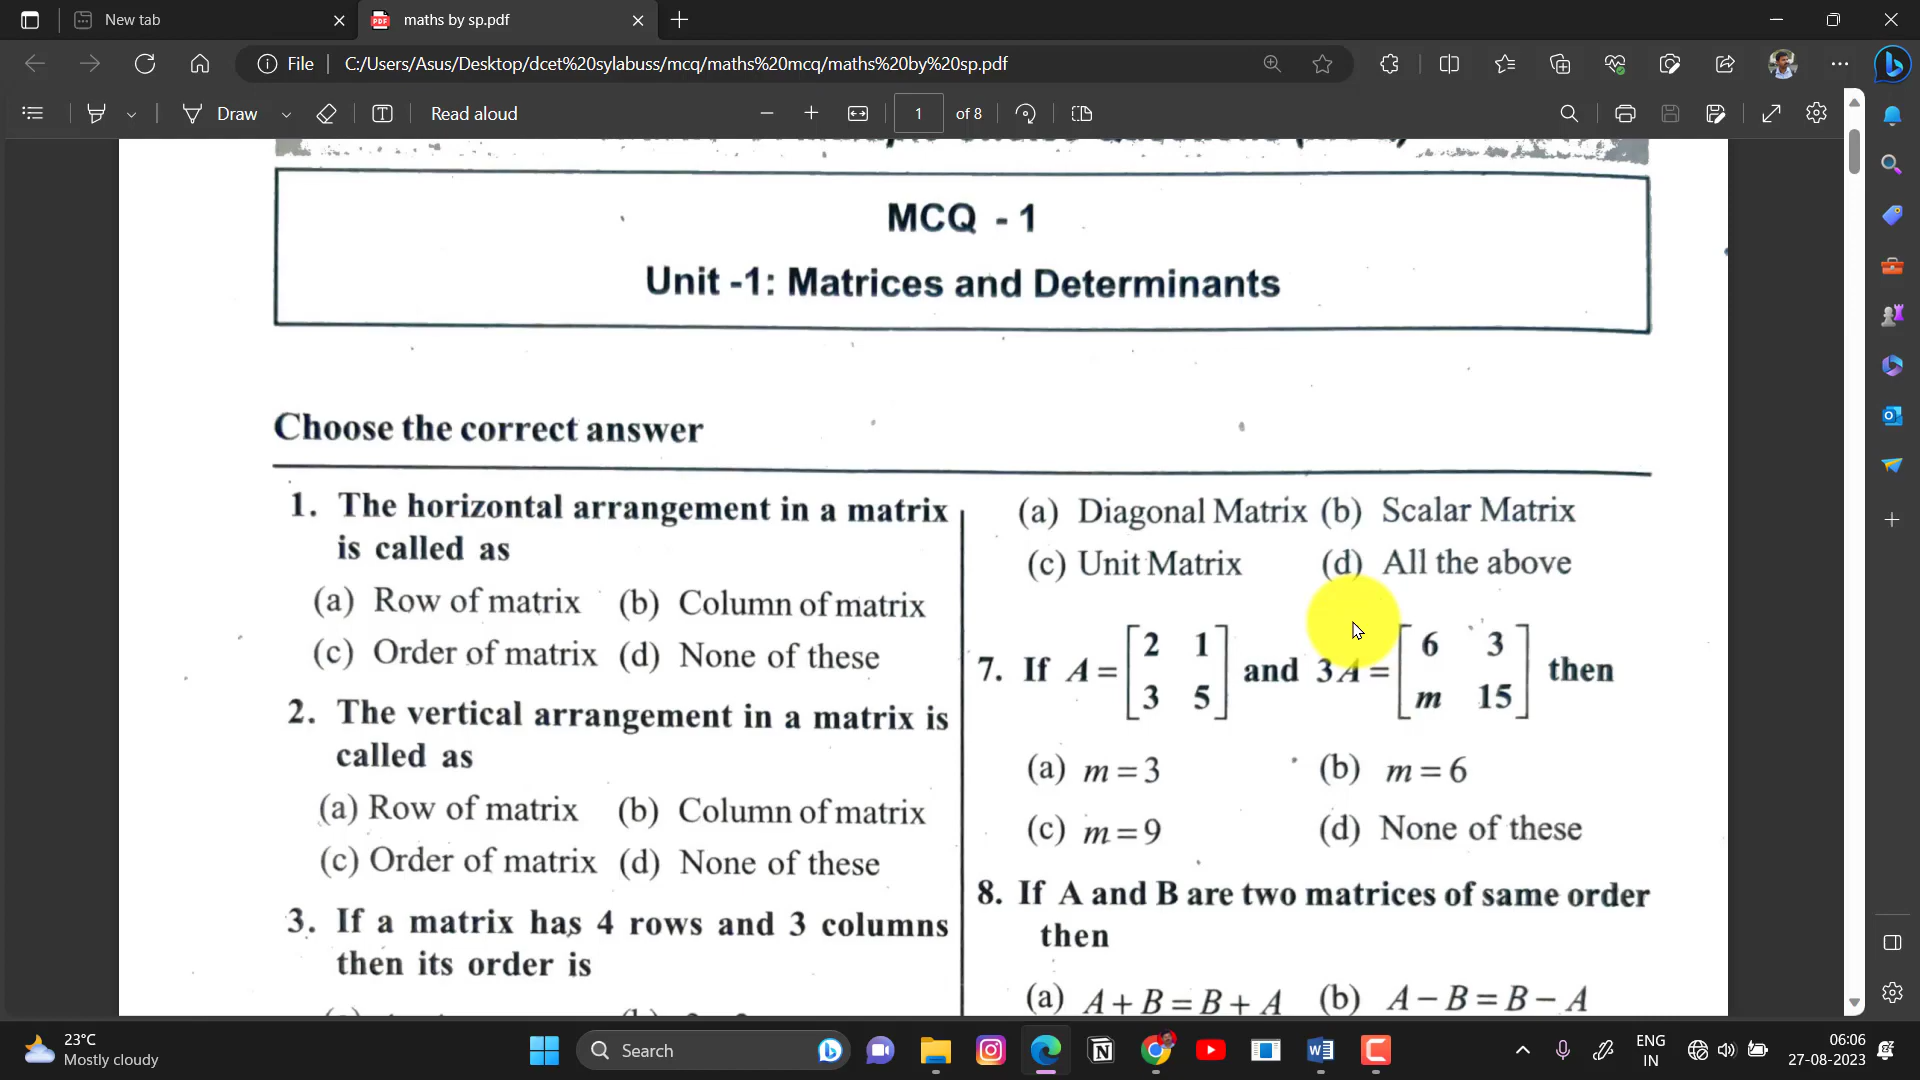 New tab
maths by sp.pdf
File
C:/Users/Asus/Desktop/dcet%20sylabuss/mcq/maths%20mcq/maths%20by%20sp.pdf
Draw
Read aloud
1 of 8
MCQ - 1
Unit -1: Matrices and Determinants
Choose the correct answer
1. The horizontal arrangement in a matrix
is called as
(a) Row of matrix (b) Column of matrix
(c) Order of matrix (d) None of these
2. The vertical arrangement in a matrix is
called as
(a) Row of matrix (b) Column of matrix
(c) Order of matrix (d) None of these
3. If a matrix has 4 rows and 3 columns
then its order is
(a) Diagonal Matrix (b) Scalar Matrix
(c) Unit Matrix (d) All the above
7. If A = [2 1
3 5] and 3A = [6 3
m 15] then
(a) m = 3 (b) m = 6
(c) m = 9 (d) None of these
8. If A and B are two matrices of same order
then
(a) A + B = B + A (b) A − B = B − A
23°C
Mostly cloudy
Search
ENG
IN
06:06
27-08-2023